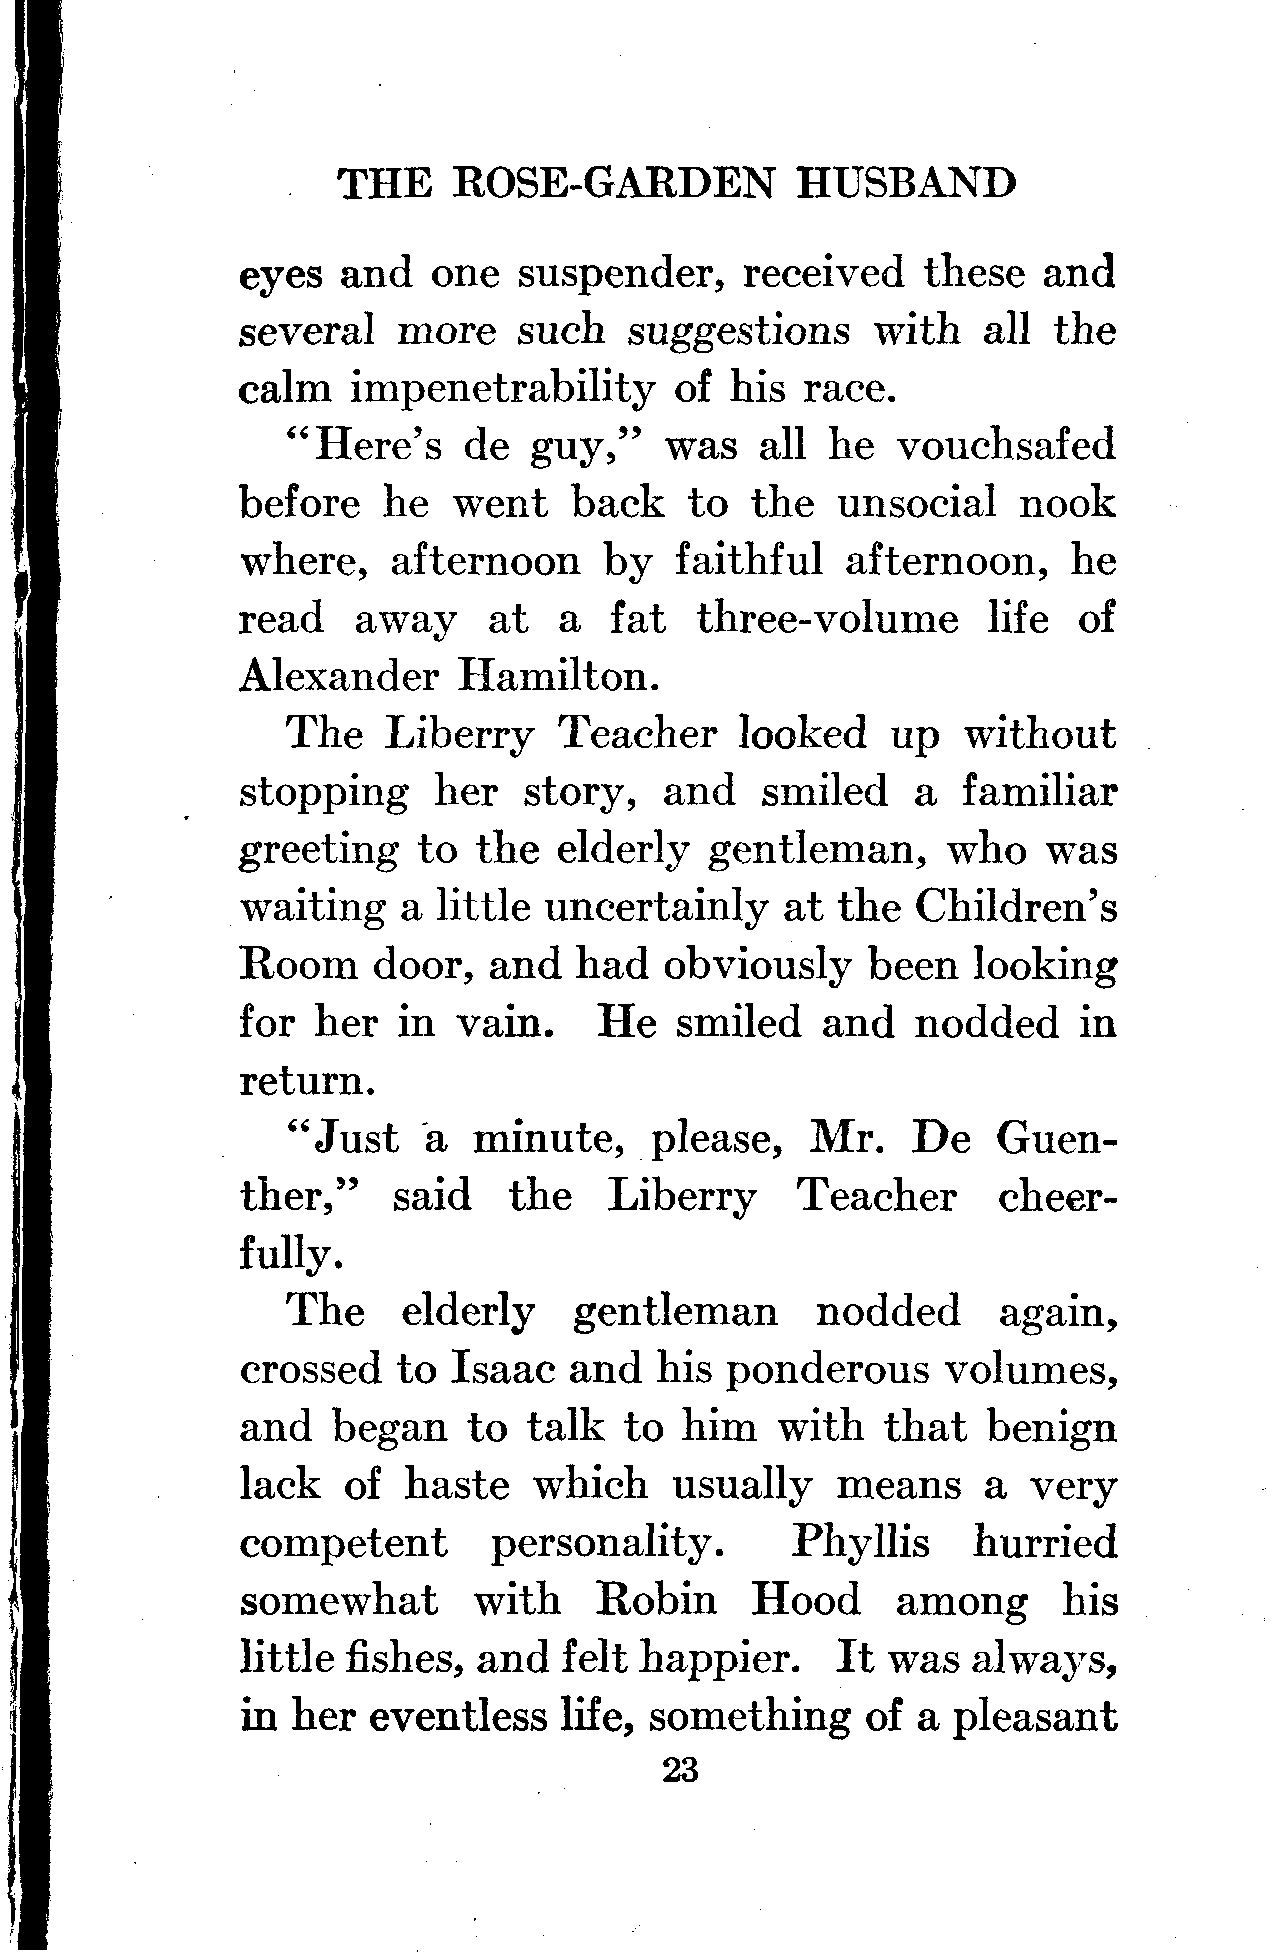 THE ROSE-GARDEN HUSBAND
eyes and one suspender, received these and
several more such suggestions with all the
calm impenetrability of his race.
“Here’s de guy,” was all he vouchsafed
before he went back to the unsocial nook
where, afternoon by faithful afternoon, he
read away at a fat three-volume life of
Alexander Hamilton.
The Liberry Teacher looked up without
stopping her story, and smiled a familiar
greeting to the elderly gentleman, who was
waiting a little uncertainly at the Children’s
Room door, and had obviously been looking
for her in vain. He smiled and nodded in
return.
“Just a minute, please, Mr. De Guen-
ther,” said the Liberry Teacher cheer-
fully.
The elderly gentleman nodded again,
crossed to Isaac and his ponderous volumes,
and began to talk to him with that benign
lack of haste which usually means a very
competent personality. Phyllis hurried
somewhat with Robin Hood among his
little fishes, and felt happier. It was always,
in her eventless life, something of a pleasant
23